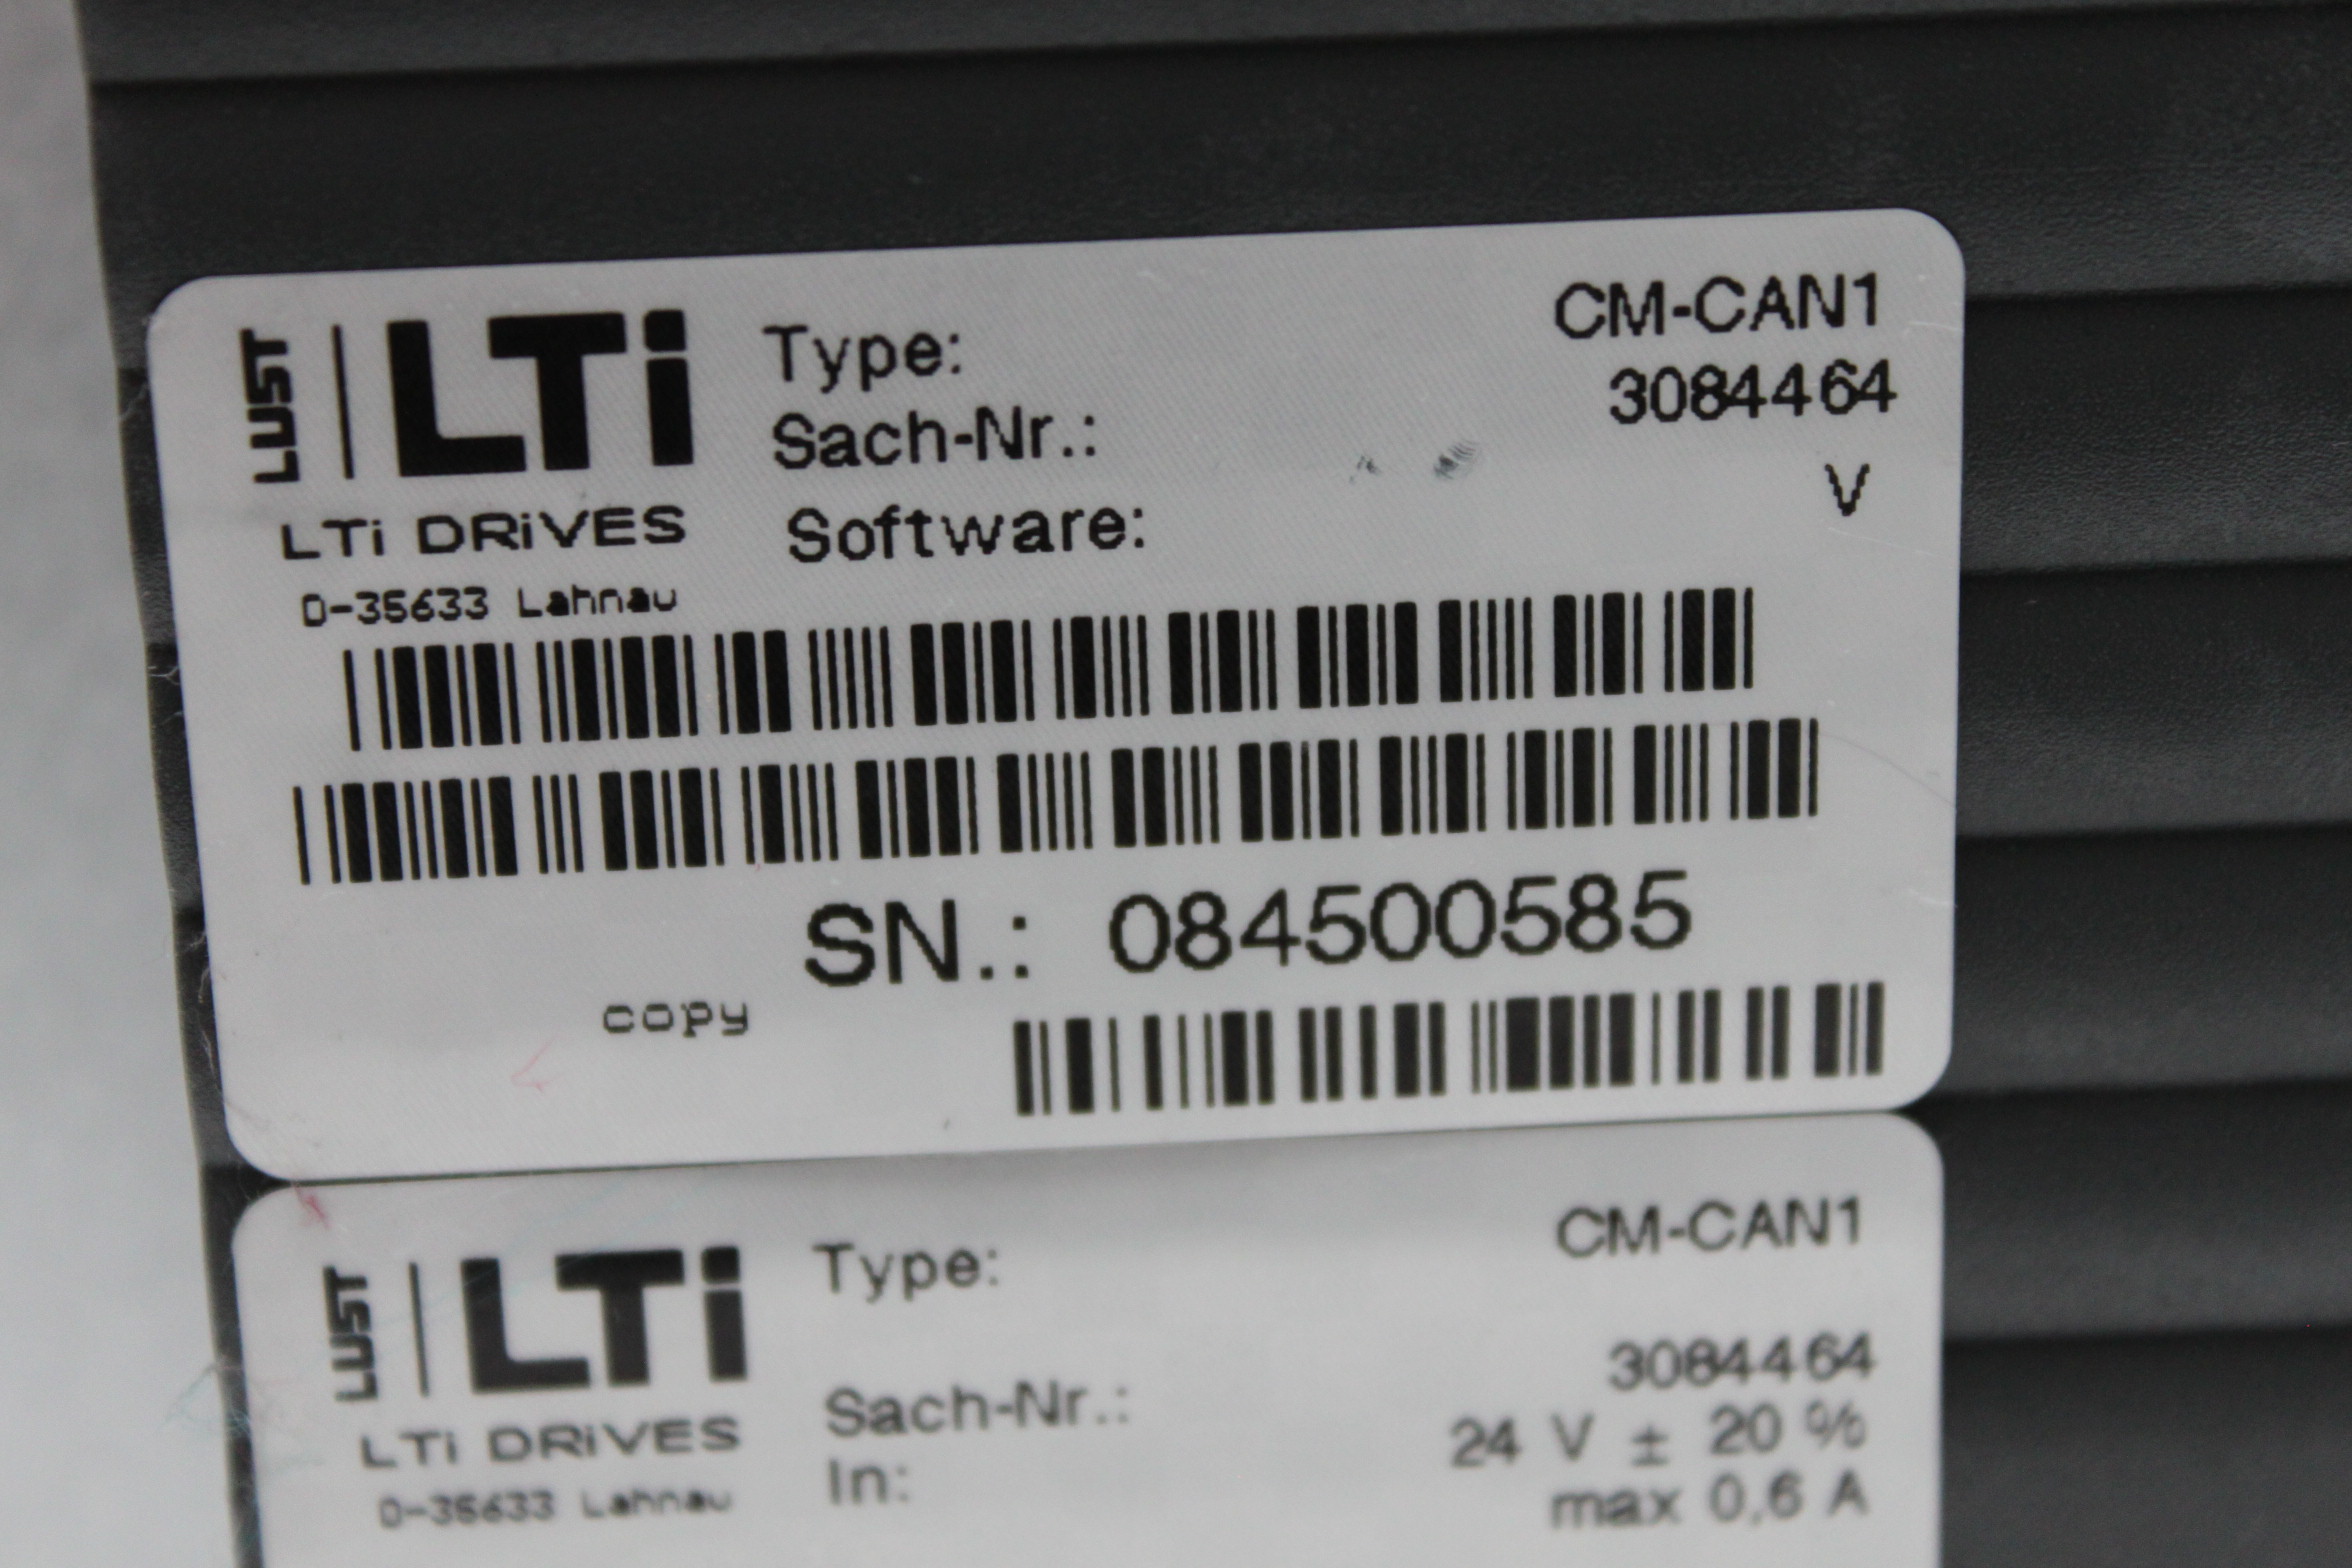 LUST LTi Type: CM-CAN1
Sach-Nr.: 3084464
LTi DRiVES Software: V
D-35633 Lahnau
SN.: 084500585
copy
LUST LTi Type: CM-CAN1
Sach-Nr.: 3084464
LTi DRiVES In: 24 V ± 20 %
D-35633 Lahnau max 0,6 A